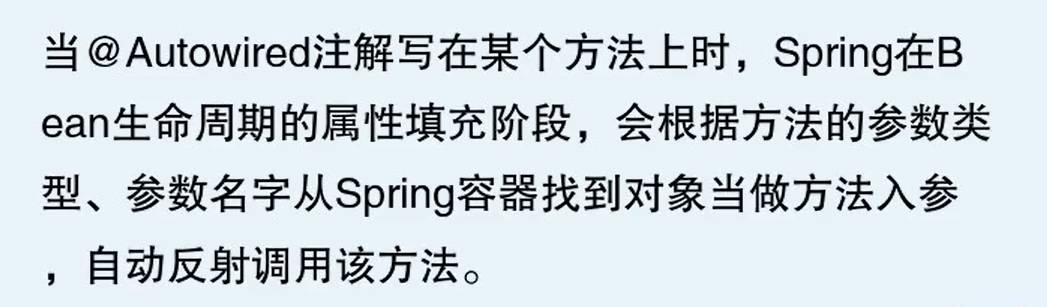 当@Autowired注解写在某个方法上时，Spring在B
ean生命周期的属性填充阶段，会根据方法的参数类
型、参数名字从Spring容器找到对象当做方法入参
，自动反射调用该方法。